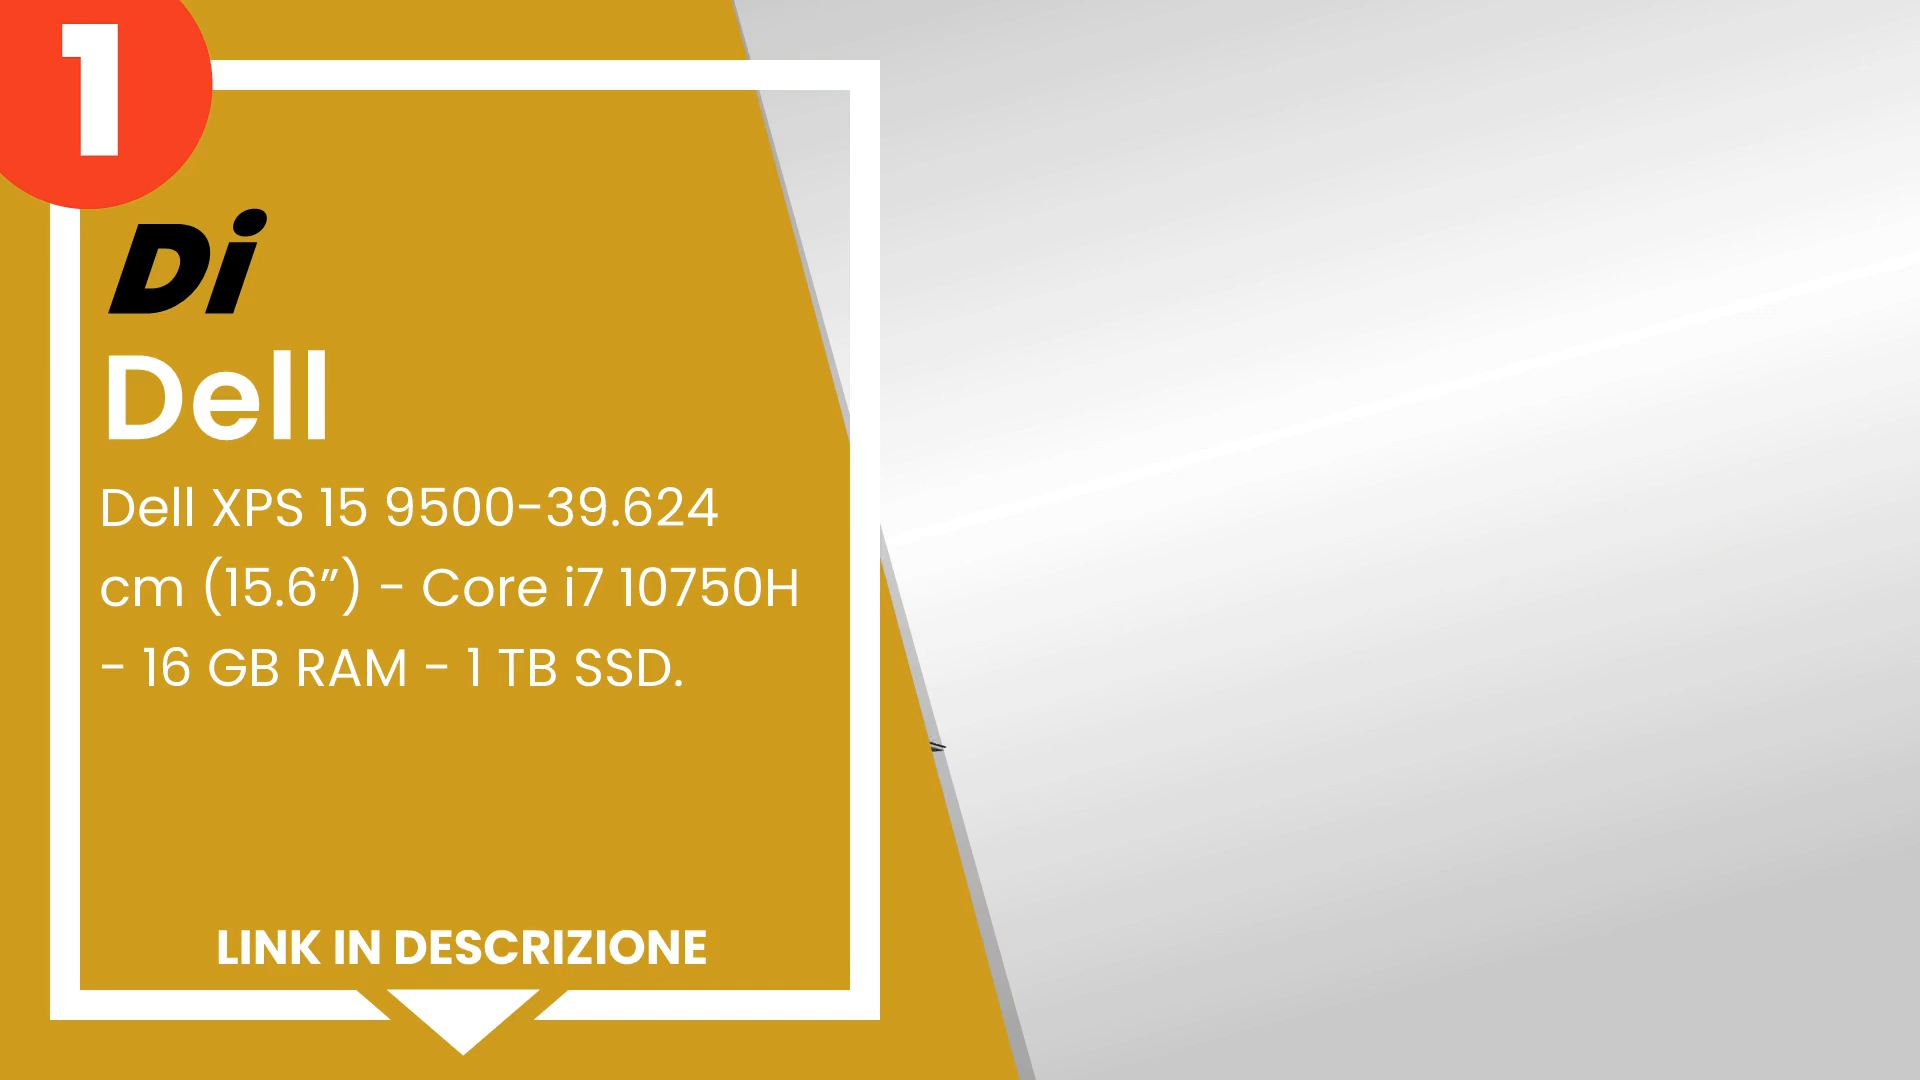 1
Di
Dell
Dell XPS 15 9500-39.624
cm (15.6”) - Core i7 10750H
- 16 GB RAM - 1 TB SSD.
LINK IN DESCRIZIONE